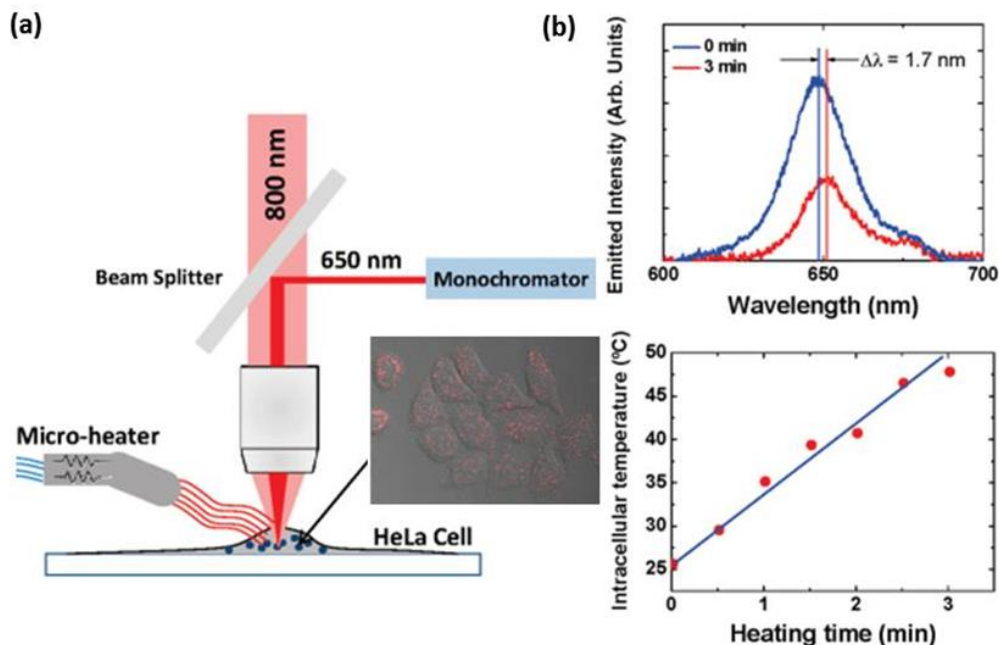 (a)
800 nm
Beam Splitter
650 nm
Monochromator
Micro-heater
HeLa Cell
(b)
Emitted Intensity (Arb. Units)
0 min
3 min
Δλ = 1.7 nm
600 650 700
Wavelength (nm)
Intracellular temperature (ºC)
50
45
40
35
30
25
0 1 2 3
Heating time (min)